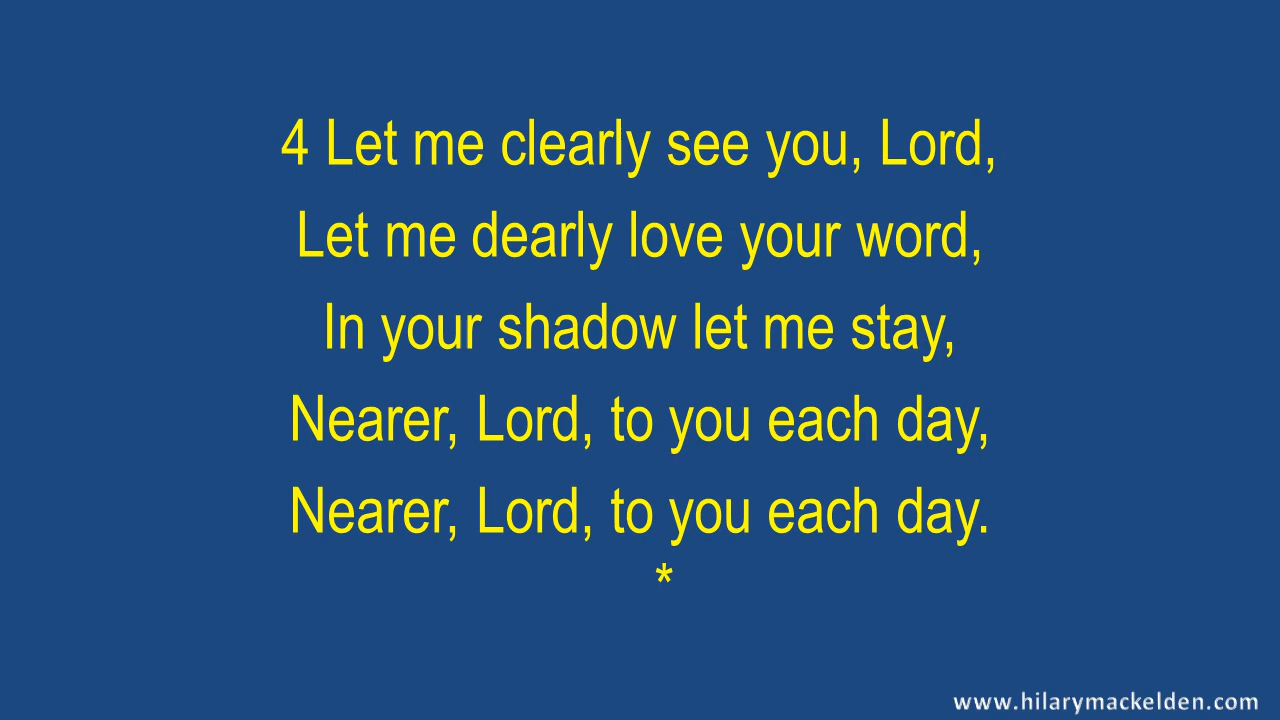 4 Let me clearly see you, Lord,
Let me dearly love your word,
In your shadow let me stay,
Nearer, Lord, to you each day,
Nearer, Lord, to you each day.
*
www.hilarymackelden.com